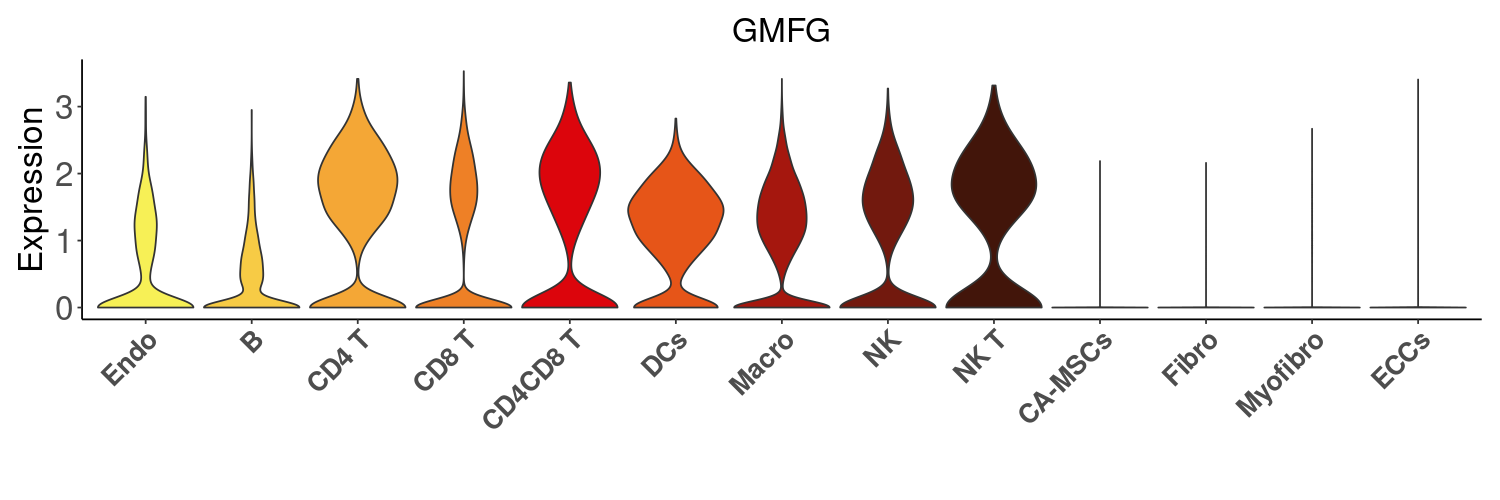 GMFG
Expression
3
2
1
0
Endo
B
CD4 T
CD8 T
CD4CD8 T
DCs
Macro
NK
NK T
CA-MSCs
Fibro
Myofibro
ECCs